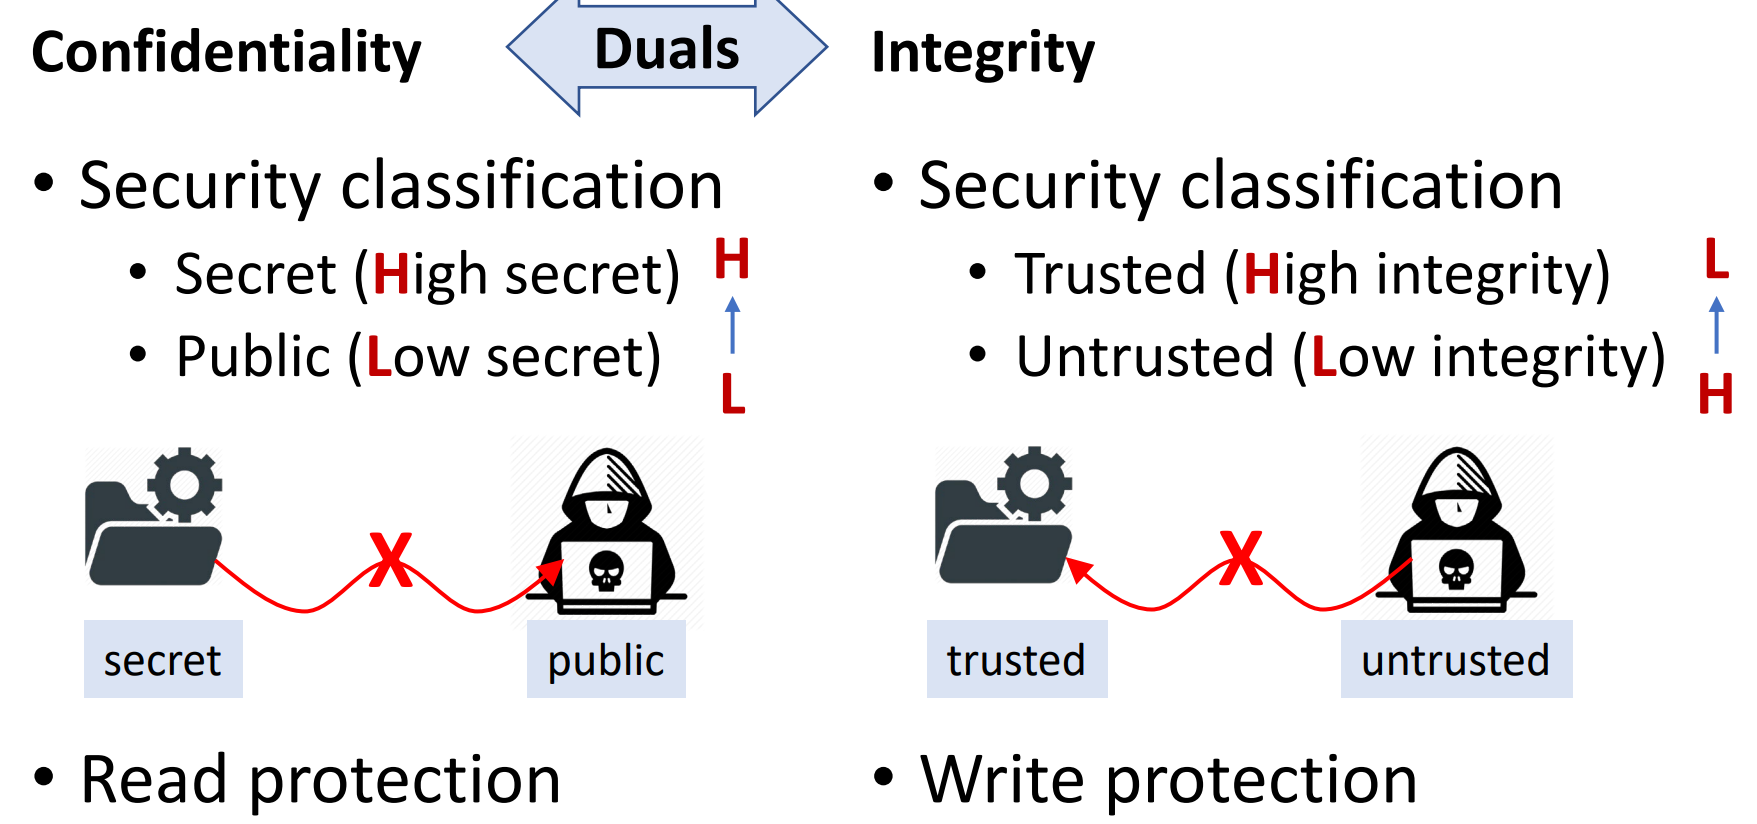 Confidentiality
Duals
Integrity
• Security classification
• Secret (High secret)
• Public (Low secret)
H
L
secret
public
• Read protection
• Security classification
• Trusted (High integrity)
• Untrusted (Low integrity)
L
H
trusted
untrusted
• Write protection
X
X